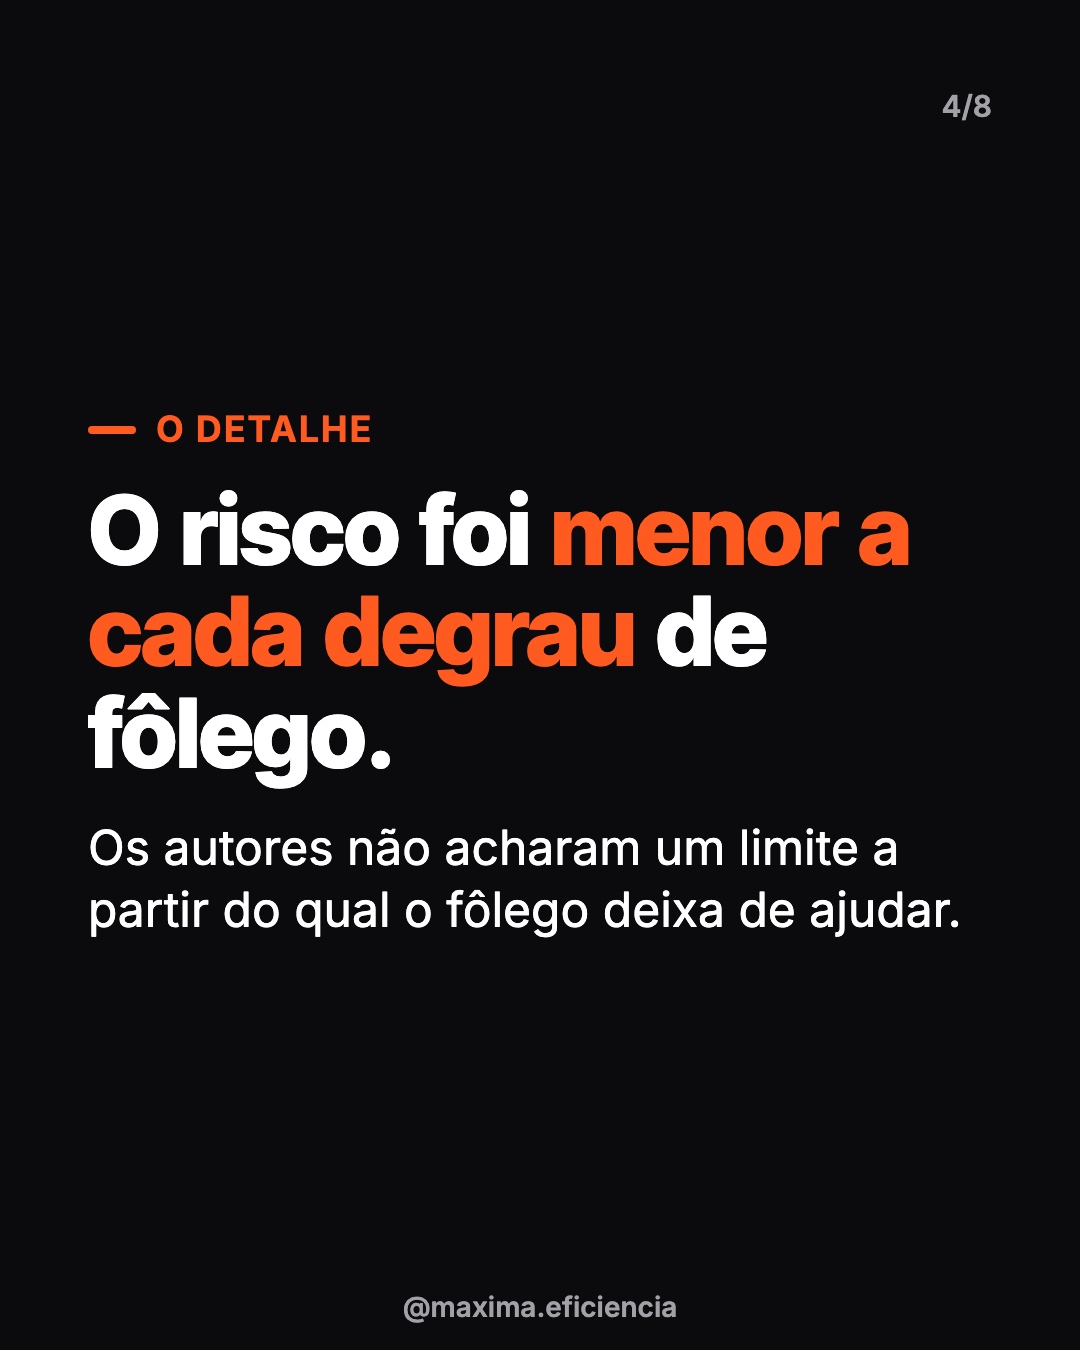 4/8
O DETALHE
O risco foi menor a
cada degrau de
fôlego.
Os autores não acharam um limite a
partir do qual o fôlego deixa de ajudar.
@maxima.eficiencia